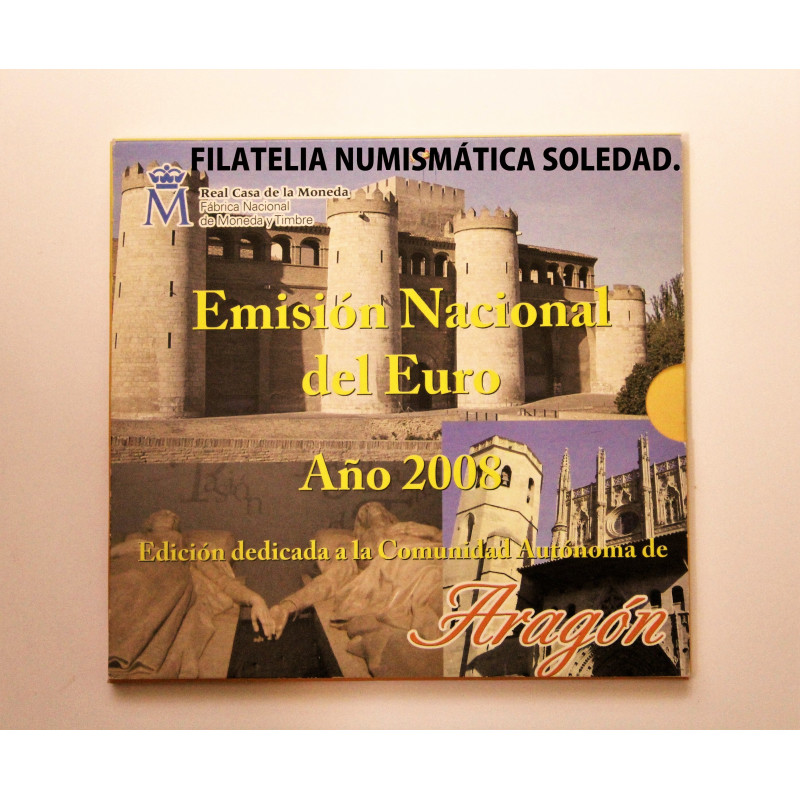 FILATELIA NUMISMÁTICA SOLEDAD.
M
Real Casa de la Moneda
Fábrica Nacional
de Moneda y Timbre
Emisión Nacional
del Euro
Año 2008
Edición dedicada a la Comunidad Autónoma de
Aragón